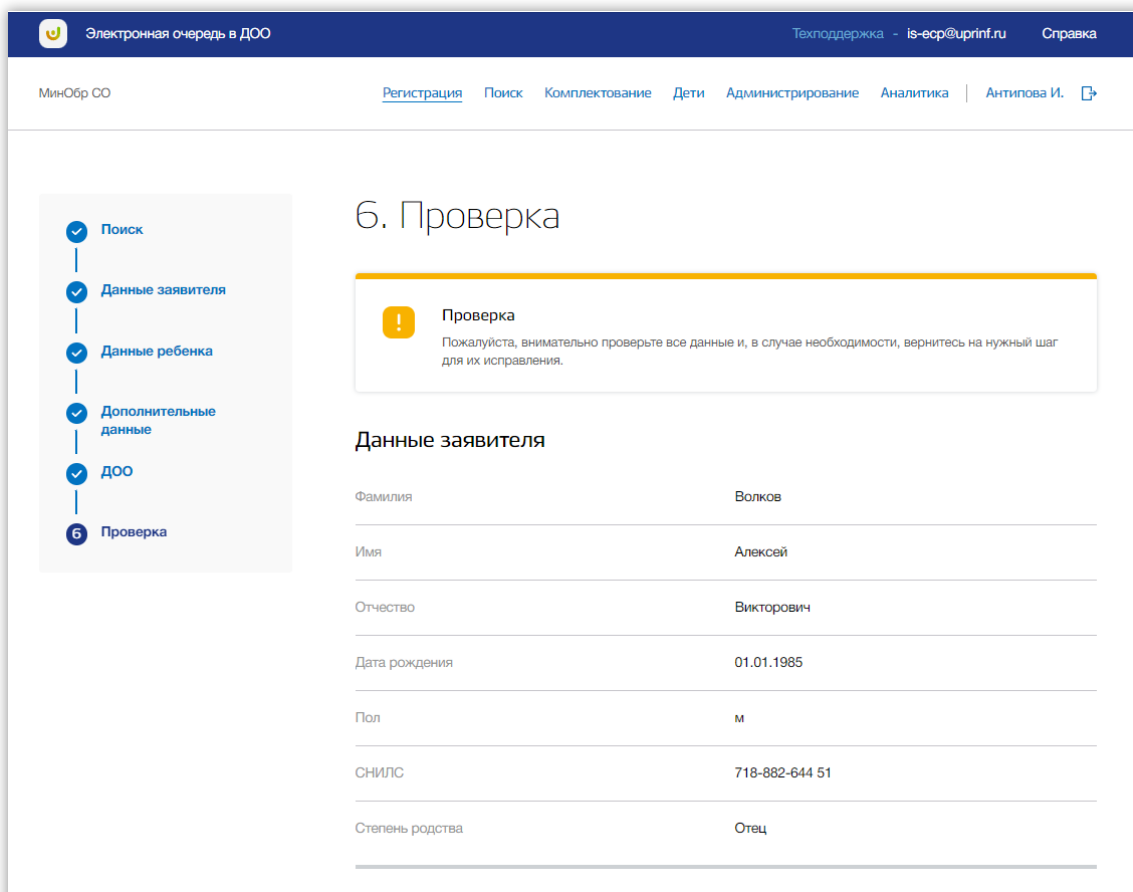 Электронная очередь в ДОО
Техподдержка - is-ecp@uprinf.ru Справка
МинОбр СО
Регистрация Поиск Комплектование Дети Администрирование Аналитика Антипова И.
Поиск
Данные заявителя
Данные ребенка
Дополнительные
данные
ДОО
6 Проверка
6. Проверка
Проверка
Пожалуйста, внимательно проверьте все данные и, в случае необходимости, вернитесь на нужный шаг
для их исправления.
Данные заявителя
Фамилия Волков
Имя Алексей
Отчество Викторович
Дата рождения 01.01.1985
Пол м
СНИЛС 718-882-644 51
Степень родства Отец